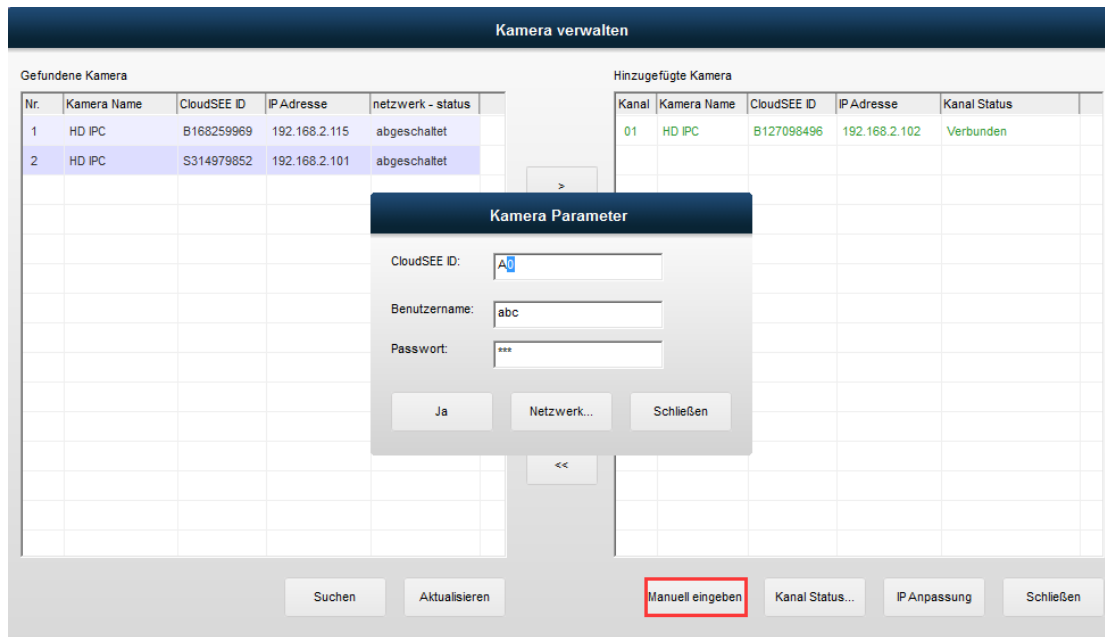 Kamera verwalten
Gefundene Kamera
Hinzugefügte Kamera
Nr. Kamera Name CloudSEE ID IP Adresse netzwerk - status
Kanal Kamera Name CloudSEE ID IP Adresse Kanal Status
1 HD IPC B168259969 192.168.2.115 abgeschaltet
01 HD IPC B127098496 192.168.2.102 Verbunden
2 HD IPC S314979852 192.168.2.101 abgeschaltet
>
Kamera Parameter
CloudSEE ID: A0
Benutzername: abc
Passwort: ***
Ja Netzwerk... Schließen
<<
Suchen Aktualisieren Manuell eingeben Kanal Status... IP Anpassung Schließen